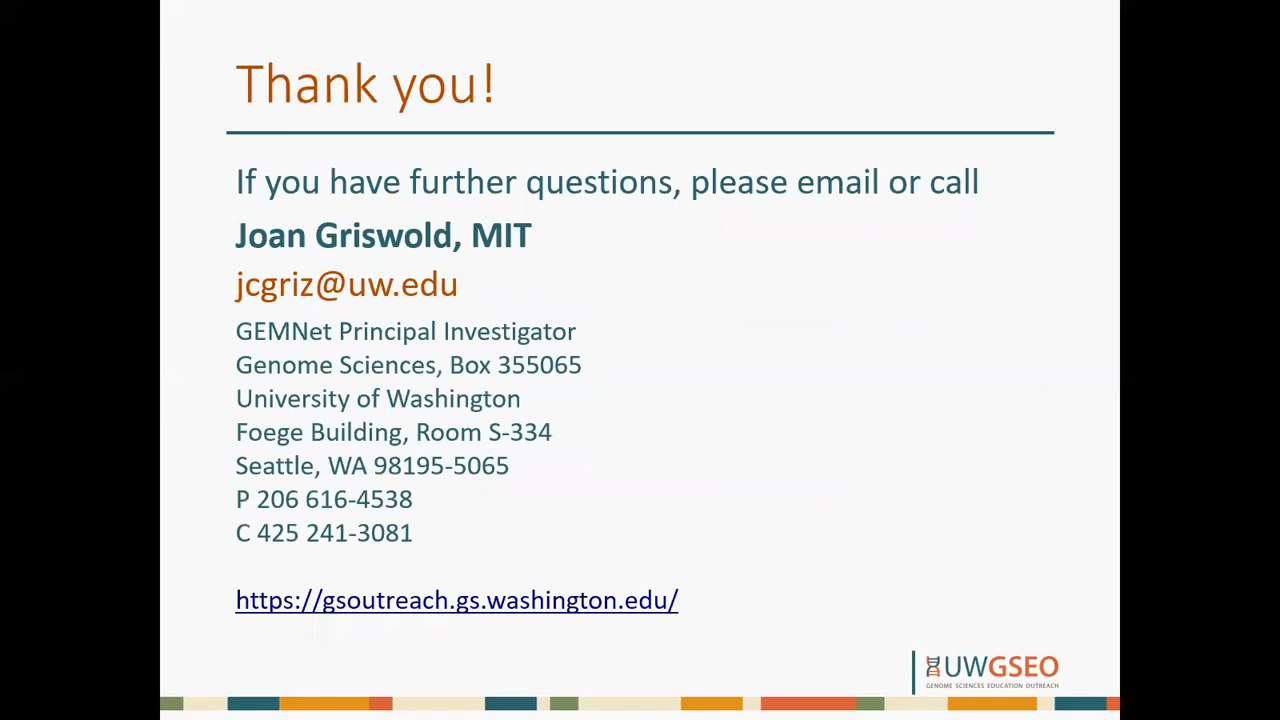 Thank you!
If you have further questions, please email or call
Joan Griswold, MIT
jcgriz@uw.edu
GEMNet Principal Investigator
Genome Sciences, Box 355065
University of Washington
Foege Building, Room S-334
Seattle, WA 98195-5065
P 206 616-4538
C 425 241-3081
https://gsoutreach.gs.washington.edu/
UWGSEO
GENOME SCIENCES EDUCATION OUTREACH